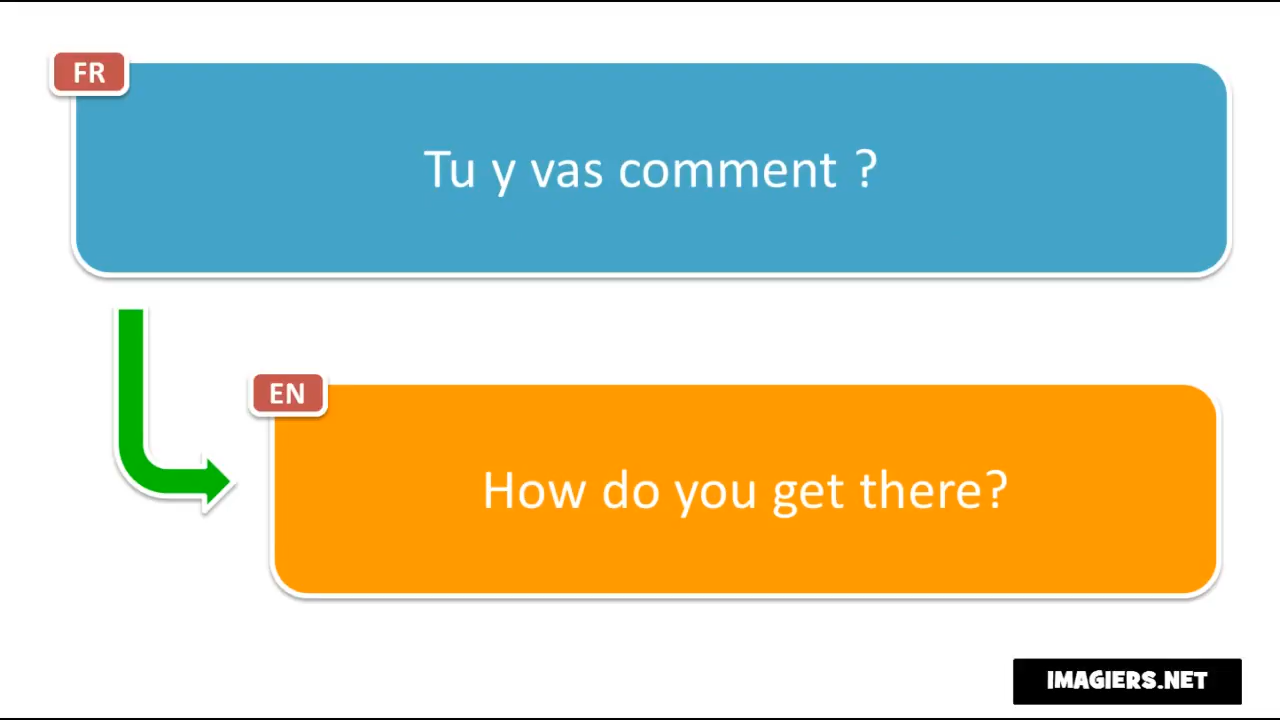 FR
Tu y vas comment ?
EN
How do you get there?
IMAGIERS.NET